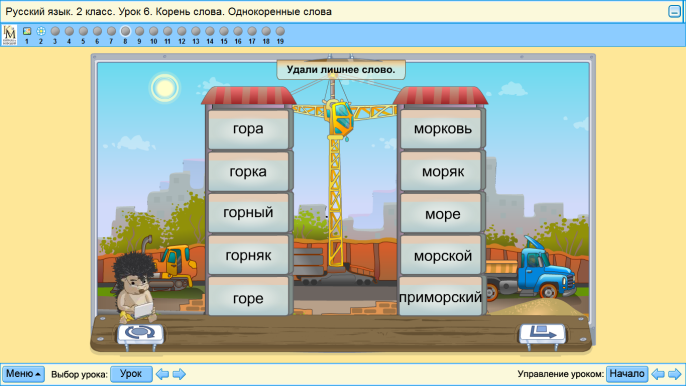 Русский язык. 2 класс. Урок 6. Корень слова. Однокоренные слова
КМ
1 2 3 4 5 6 7 8 9 10 11 12 13 14 15 16 17 18 19
Удали лишнее слово.
гора
горка
горный
горняк
горе
морковь
моряк
море
морской
приморский
Меню Выбор урока: Урок
Управление уроком: Начало